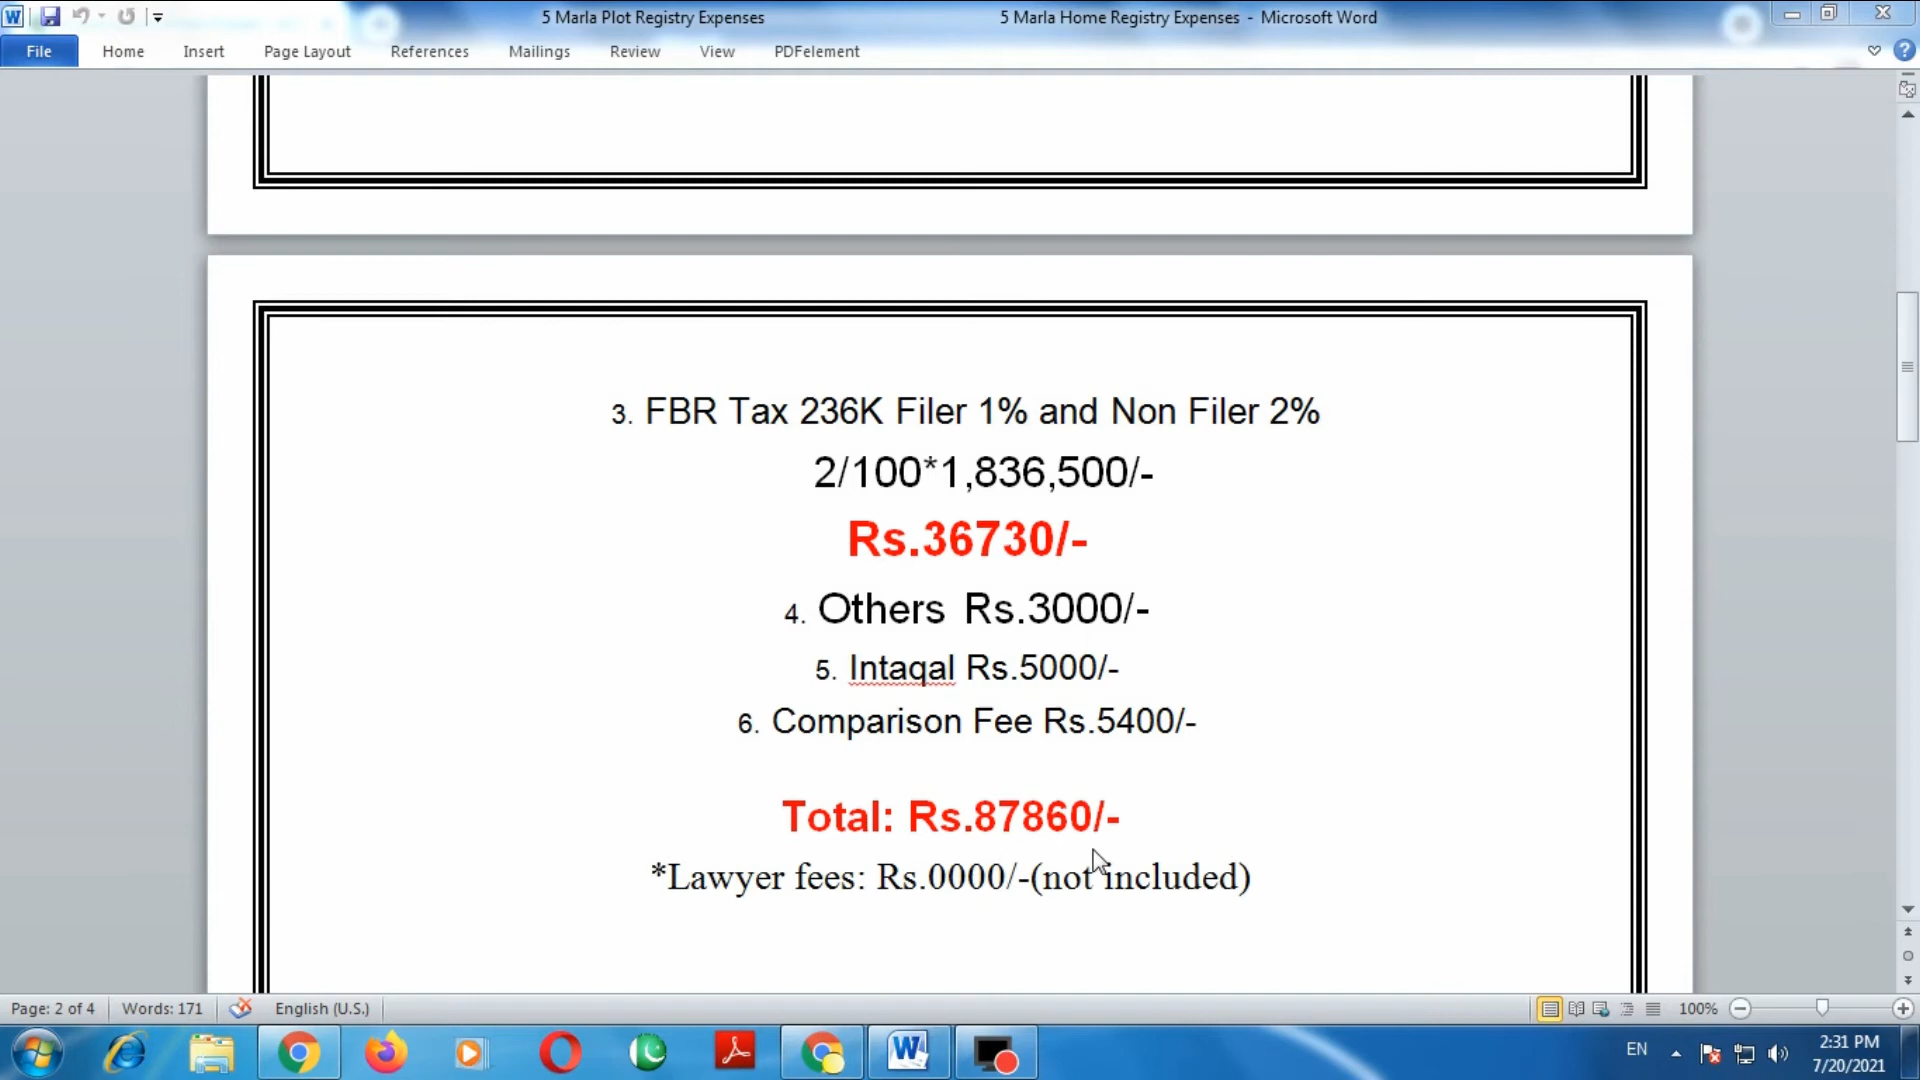 5 Marla Plot Registry Expenses 5 Marla Home Registry Expenses - Microsoft Word
File Home Insert Page Layout References Mailings Review View PDFelement
3. FBR Tax 236K Filer 1% and Non Filer 2%
2/100*1,836,500/-
Rs.36730/-
4. Others Rs.3000/-
5. Intaqal Rs.5000/-
6. Comparison Fee Rs.5400/-
Total: Rs.87860/-
*Lawyer fees: Rs.0000/-(not included)
Page: 2 of 4 Words: 171 English (U.S.) 100%
EN 2:31 PM
7/20/2021